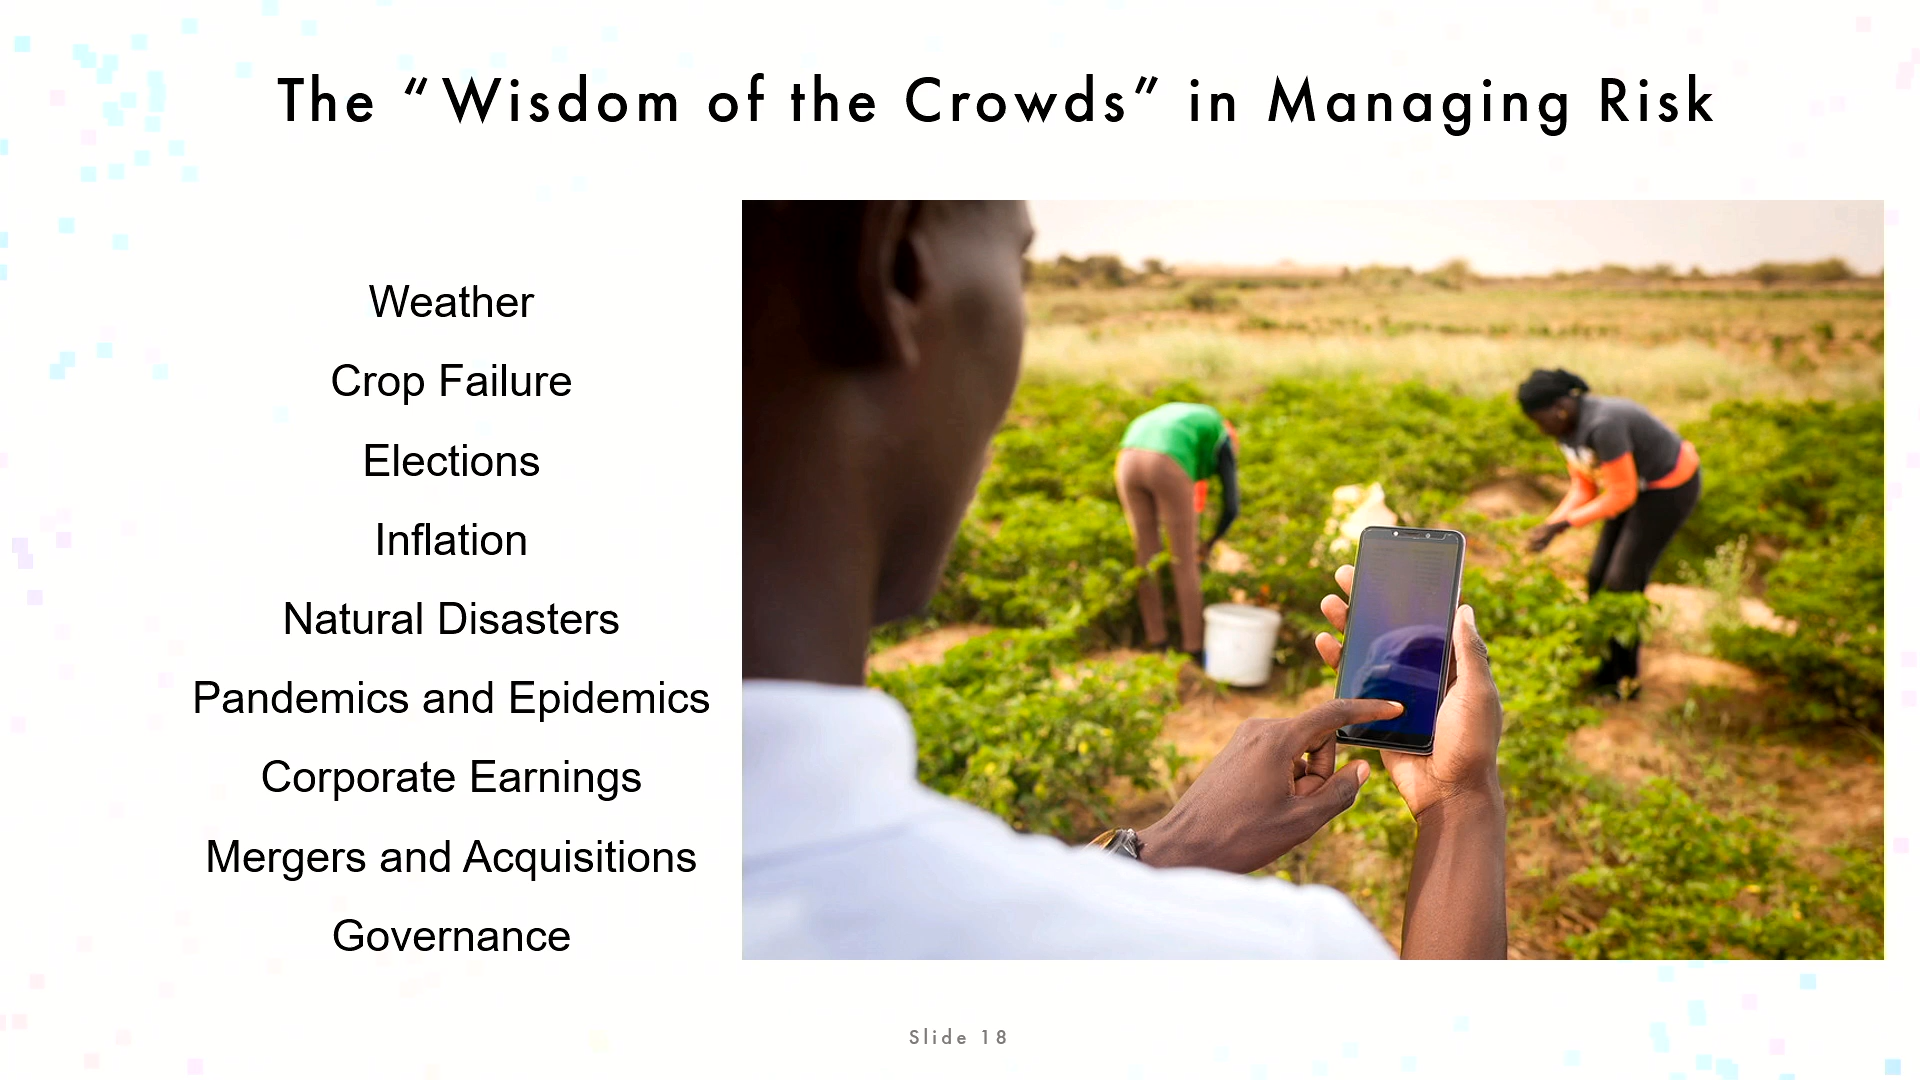 The “Wisdom of the Crowds” in Managing Risk
Weather
Crop Failure
Elections
Inflation
Natural Disasters
Pandemics and Epidemics
Corporate Earnings
Mergers and Acquisitions
Governance
Slide 18